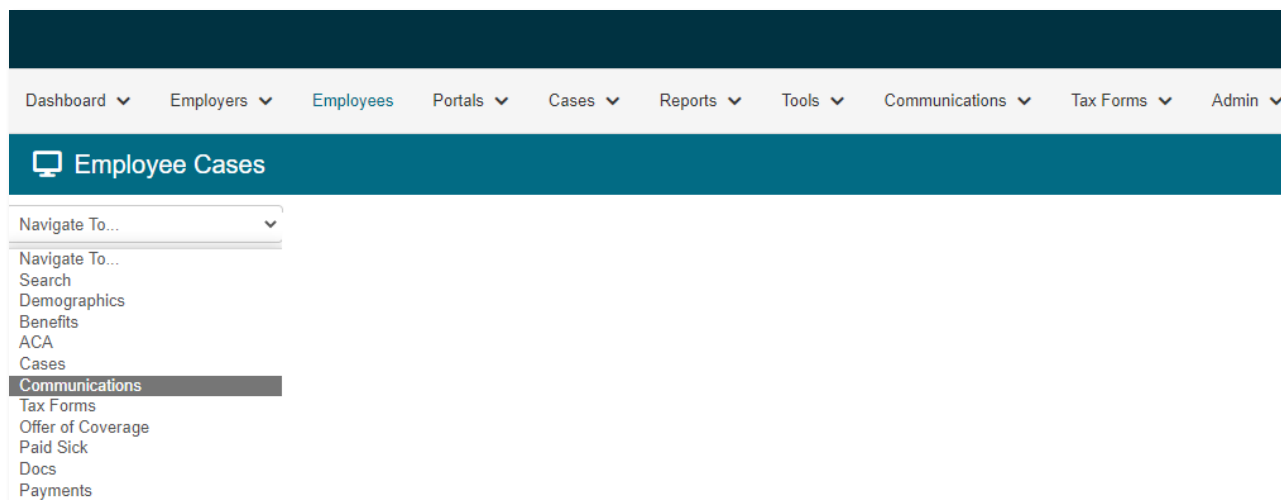 Dashboard Employers Employees Portals Cases Reports Tools Communications Tax Forms Admin
Employee Cases
Navigate To...
Navigate To...
Search
Demographics
Benefits
ACA
Cases
Communications
Tax Forms
Offer of Coverage
Paid Sick
Docs
Payments